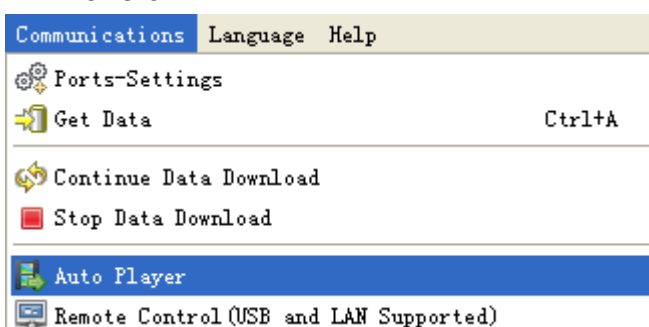 Communications Language Help
Ports-Settings
Get Data Ctrl+A
Continue Data Download
Stop Data Download
Auto Player
Remote Control(USB and LAN Supported)